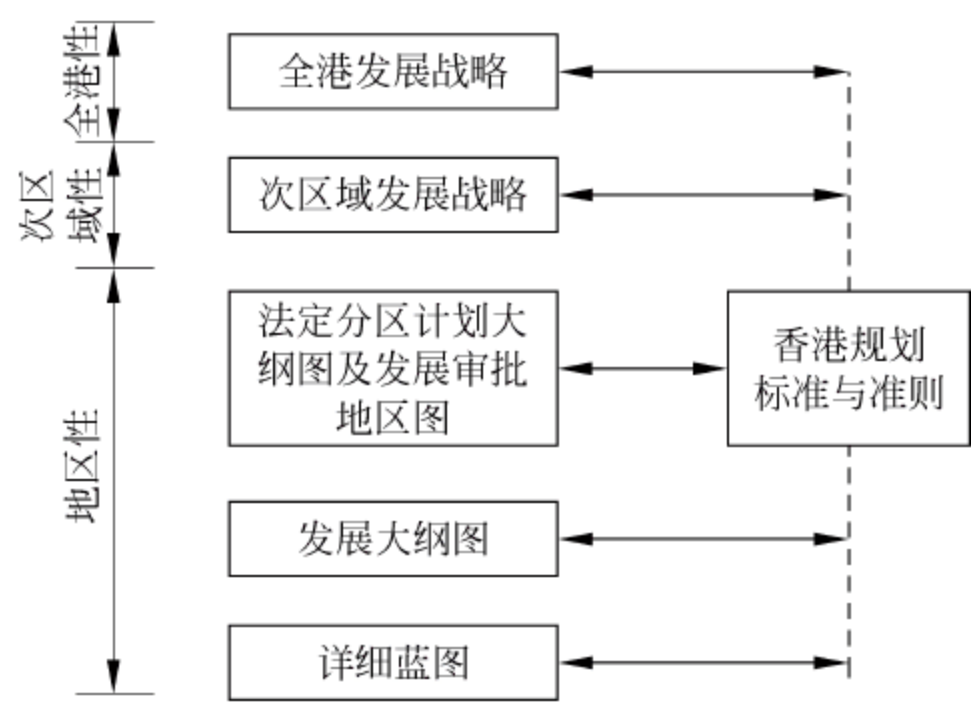 全港性
全港发展战略
次区
域性
次区域发展战略
地区性
法定分区计划大
纲图及发展审批
地区图
香港规划
标准与准则
发展大纲图
详细蓝图